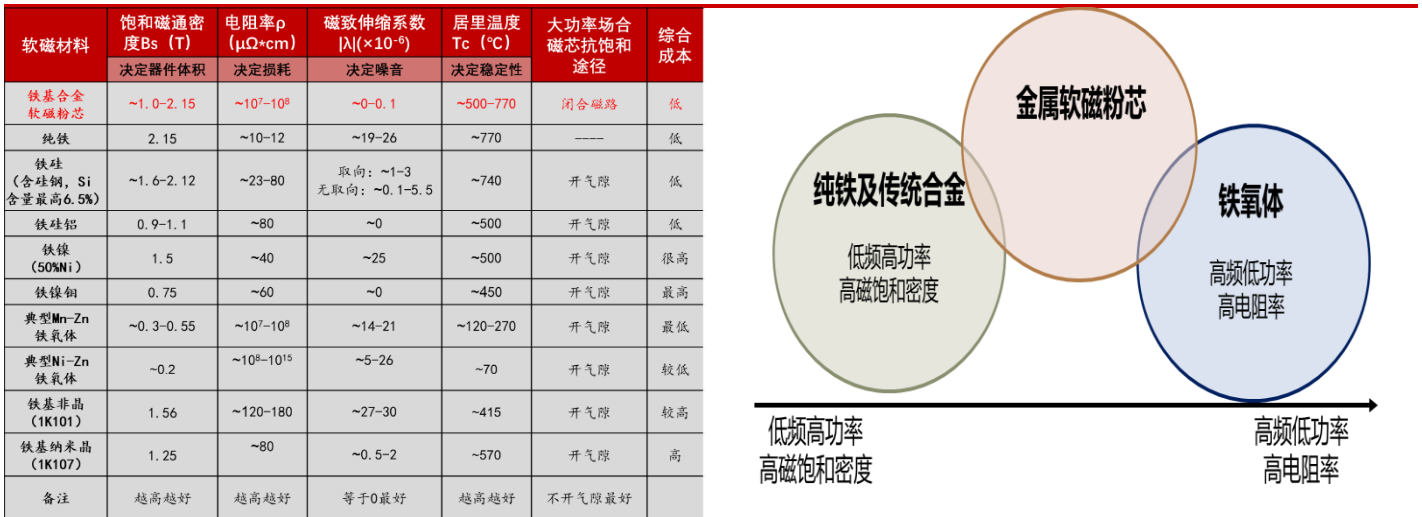 软磁材料 饱和磁通密度Bs（T） 电阻率ρ（μΩ*cm） 磁致伸缩系数|λ|(×10⁻⁶) 居里温度Tc（℃） 大功率场合磁芯抗饱和途径 综合成本
决定器件体积 决定损耗 决定噪音 决定稳定性
铁基合金软磁粉芯 ~1.0-2.15 ~10⁷-10⁸ ~0-0.1 ~500-770 闭合磁路 低
纯铁 2.15 ~10-12 ~19-26 ~770 ---- 低
铁硅（含硅钢，Si含量最高6.5%） ~1.6-2.12 ~23-80 取向：~1-3 无取向：~0.1-5.5 ~740 开气隙 低
铁硅铝 0.9-1.1 ~80 ~0 ~500 开气隙 低
铁镍（50%Ni） 1.5 ~40 ~25 ~500 开气隙 很高
铁镍钼 0.75 ~60 ~0 ~450 开气隙 最高
典型Mn-Zn铁氧体 ~0.3-0.55 ~10⁷-10⁸ ~14-21 ~120-270 开气隙 最低
典型Ni-Zn铁氧体 ~0.2 ~10⁸-10¹⁵ ~5-26 ~70 开气隙 较低
铁基非晶（1K101） 1.56 ~120-180 ~27-30 ~415 开气隙 较高
铁基纳米晶（1K107） 1.25 ~80 ~0.5-2 ~570 开气隙 高
备注 越高越好 越高越好 等于0最好 越高越好 不开气隙最好
金属软磁粉芯
纯铁及传统合金
低频高功率
高磁饱和密度
铁氧体
高频低功率
高电阻率
低频高功率
高磁饱和密度
高频低功率
高电阻率